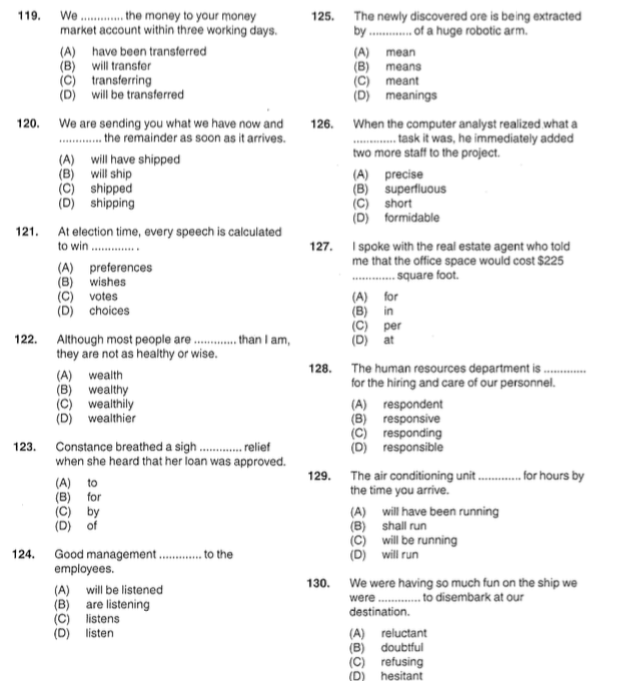 119. We ............. the money to your money
market account within three working days.
(A) have been transferred
(B) will transfer
(C) transferring
(D) will be transferred
120. We are sending you what we have now and
............. the remainder as soon as it arrives.
(A) will have shipped
(B) will ship
(C) shipped
(D) shipping
121. At election time, every speech is calculated
to win ............. .
(A) preferences
(B) wishes
(C) votes
(D) choices
122. Although most people are ............. than I am,
they are not as healthy or wise.
(A) wealth
(B) wealthy
(C) wealthily
(D) wealthier
123. Constance breathed a sigh ............. relief
when she heard that her loan was approved.
(A) to
(B) for
(C) by
(D) of
124. Good management ............. to the
employees.
(A) will be listened
(B) are listening
(C) listens
(D) listen
125. The newly discovered ore is being extracted
by ............. of a huge robotic arm.
(A) mean
(B) means
(C) meant
(D) meanings
126. When the computer analyst realized what a
............. task it was, he immediately added
two more staff to the project.
(A) precise
(B) superfluous
(C) short
(D) formidable
127. I spoke with the real estate agent who told
me that the office space would cost $225
............. square foot.
(A) for
(B) in
(C) per
(D) at
128. The human resources department is .............
for the hiring and care of our personnel.
(A) respondent
(B) responsive
(C) responding
(D) responsible
129. The air conditioning unit ............. for hours by
the time you arrive.
(A) will have been running
(B) shall run
(C) will be running
(D) will run
130. We were having so much fun on the ship we
were ............. to disembark at our
destination.
(A) reluctant
(B) doubtful
(C) refusing
(D) hesitant